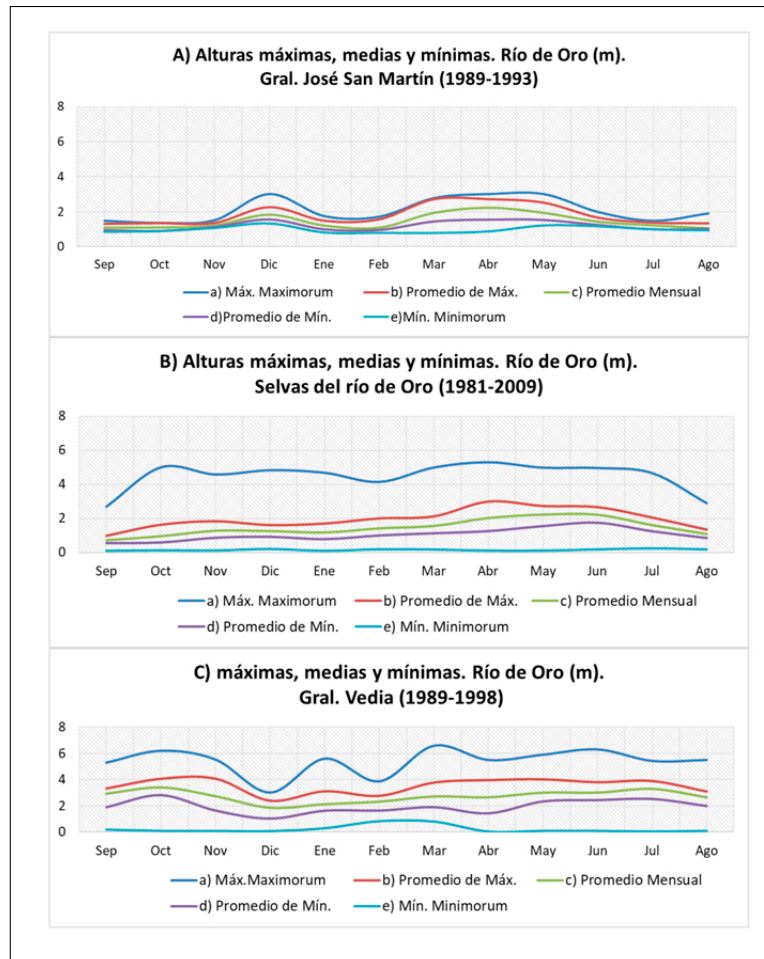 A) Alturas máximas, medias y mínimas. Río de Oro (m).
Gral. José San Martín (1989-1993)
8
6
4
2
0
Sep Oct Nov Dic Ene Feb Mar Abr May Jun Jul Ago
a) Máx. Maximorum b) Promedio de Máx. c) Promedio Mensual
d)Promedio de Mín. e)Mín. Minimorum
B) Alturas máximas, medias y mínimas. Río de Oro (m).
Selvas del río de Oro (1981-2009)
8
6
4
2
0
Sep Oct Nov Dic Ene Feb Mar Abr May Jun Jul Ago
a) Máx. Maximorum b) Promedio de Máx. c) Promedio Mensual
d) Promedio de Mín. e) Mín. Minimorum
C) máximas, medias y mínimas. Río de Oro (m).
Gral. Vedia (1989-1998)
8
6
4
2
0
Sep Oct Nov Dic Ene Feb Mar Abr May Jun Jul Ago
a) Máx.Maximorum b) Promedio de Máx. c) Promedio Mensual
d) Promedio de Mín. e) Mín. Minimorum